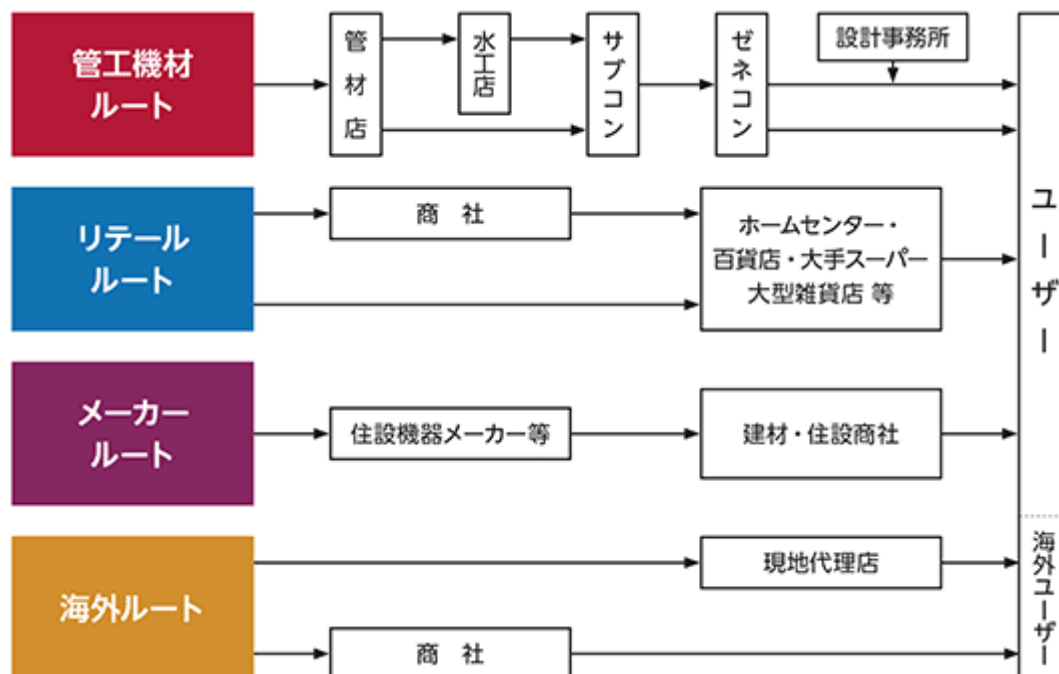 管工機材
ルート
管材店
水工店
サブコン
ゼネコン
設計事務所
ユーザー
リテール
ルート
商 社
ホームセンター・
百貨店・大手スーパー
大型雑貨店 等
メーカー
ルート
住設機器メーカー等
建材・住設商社
海外ルート
現地代理店
商 社
海外ユーザー